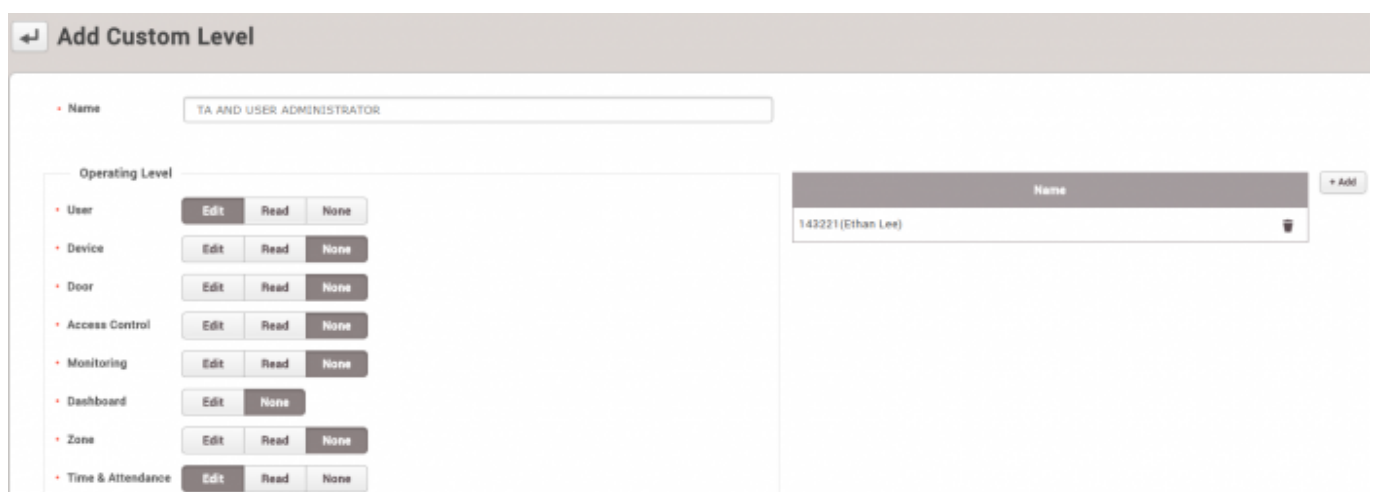 Add Custom Level
Name
TA AND USER ADMINISTRATOR
Operating Level
User Edit Read None
Device Edit Read None
Door Edit Read None
Access Control Edit Read None
Monitoring Edit Read None
Dashboard Edit None
Zone Edit Read None
Time & Attendance Edit Read None
Name
+ Add
143221(Ethan Lee)